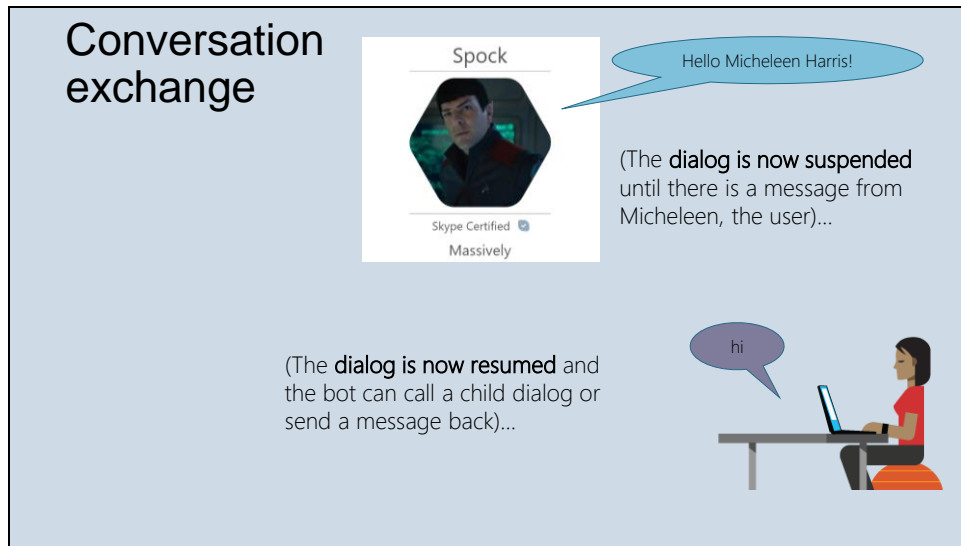 Conversation
exchange
Spock
Skype Certified
Massively
Hello Micheleen Harris!
(The dialog is now suspended
until there is a message from
Micheleen, the user)...
hi
(The dialog is now resumed and
the bot can call a child dialog or
send a message back)...